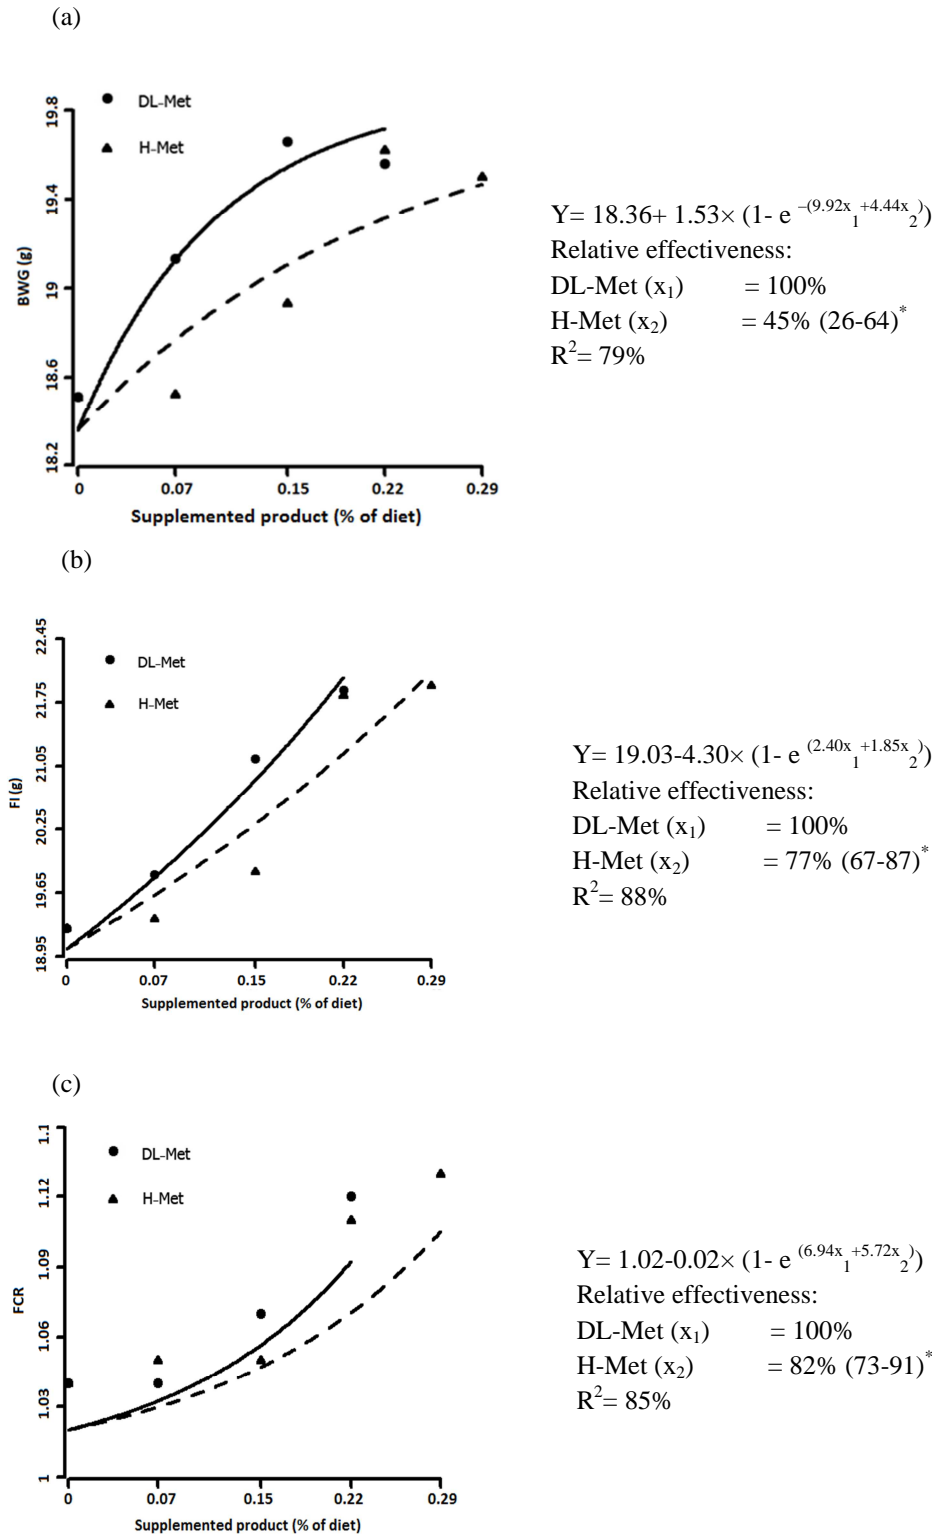 (a)
19.8
19.4
19
18.6
18.2
BWG (g)
DL-Met
H-Met
0 0.07 0.15 0.22 0.29
Supplemented product (% of diet)
Y= 18.36+ 1.53× (1- e –(9.92x1+4.44x2))
Relative effectiveness:
DL-Met (x1) = 100%
H-Met (x2) = 45% (26-64)*
R2= 79%
(b)
22.45
21.75
21.05
20.25
19.65
18.95
FI (g)
DL-Met
H-Met
0 0.07 0.15 0.22 0.29
Supplemented product (% of diet)
Y= 19.03-4.30× (1- e (2.40x1+1.85x2))
Relative effectiveness:
DL-Met (x1) = 100%
H-Met (x2) = 77% (67-87)*
R2= 88%
(c)
1.1
1.12
1.09
1.06
1.03
1
FCR
DL-Met
H-Met
0 0.07 0.15 0.22 0.29
Supplemented product (% of diet)
Y= 1.02-0.02× (1- e (6.94x1+5.72x2))
Relative effectiveness:
DL-Met (x1) = 100%
H-Met (x2) = 82% (73-91)*
R2= 85%